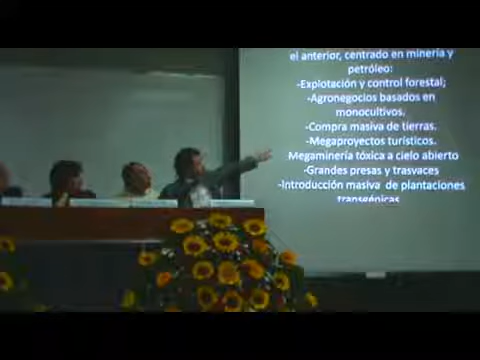 el anterior, centrado en minería y
petróleo:
-Explotación y control forestal;
-Agronegocios basados en
monocultivos.
-Compra masiva de tierras.
-Megaproyectos turísticos.
Megaminería tóxica a cielo abierto
-Grandes presas y trasvaces
-Introducción masiva de plantaciones
transgénicas